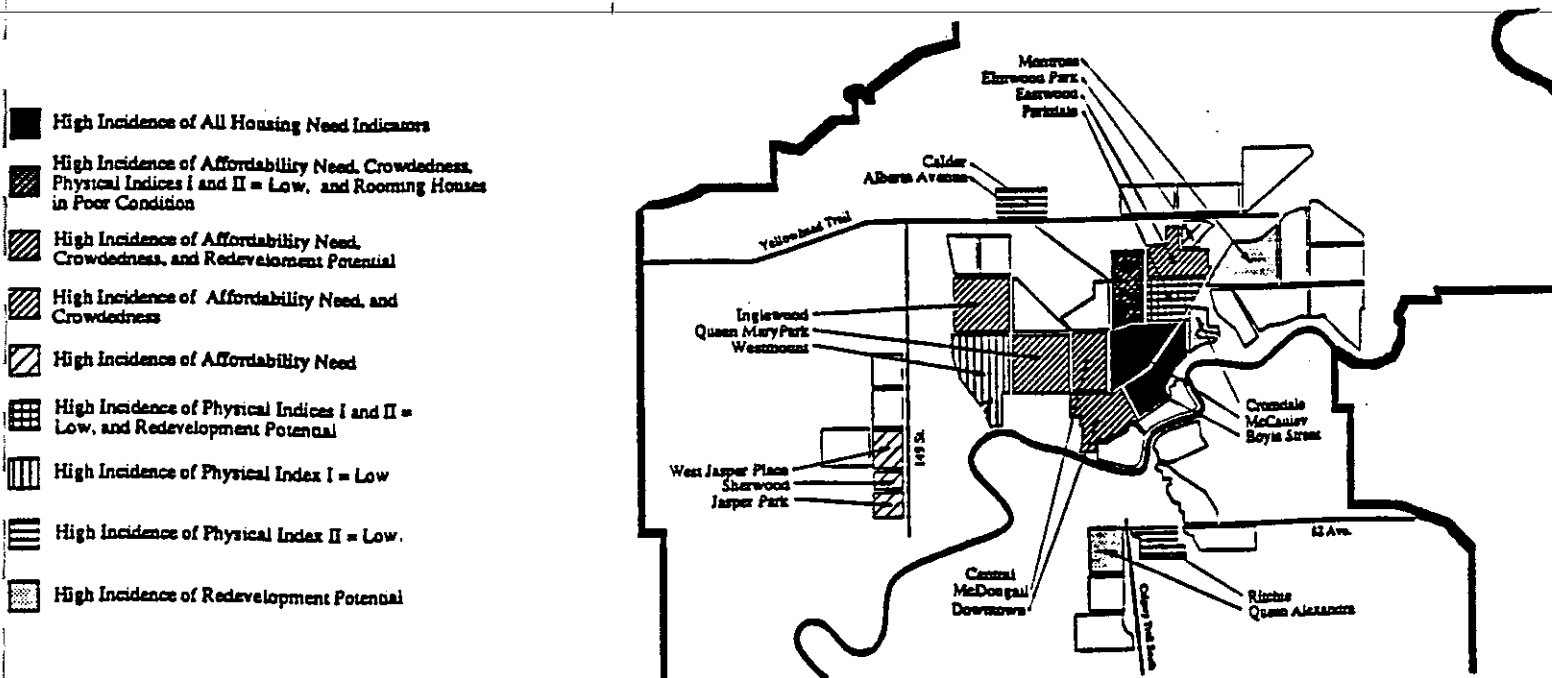 High Incidence of All Housing Need Indicators
High Incidence of Affordability Need, Crowdedness,
Physical Indices I and II = Low, and Rooming Houses
in Poor Condition
High Incidence of Affordability Need,
Crowdedness, and Redeveloment Potential
High Incidence of Affordability Need, and
Crowdedness
High Incidence of Affordability Need
High Incidence of Physical Indices I and II =
Low, and Redevelopment Potential
High Incidence of Physical Index I = Low
High Incidence of Physical Index II = Low.
High Incidence of Redevelopment Potential
Montrose
Elmwood Park
Eastwood
Parkdale
Calder
Alberta Avenue
Yellowhead Trail
Inglewood
Queen Mary Park
Westmount
149 St.
West Jasper Place
Sherwood
Jasper Park
Cromdale
McCauley
Boyle Street
82 Ave.
Central
McDougall
Downtown
Ritchie
Queen Alexandra
Calgary Trail South